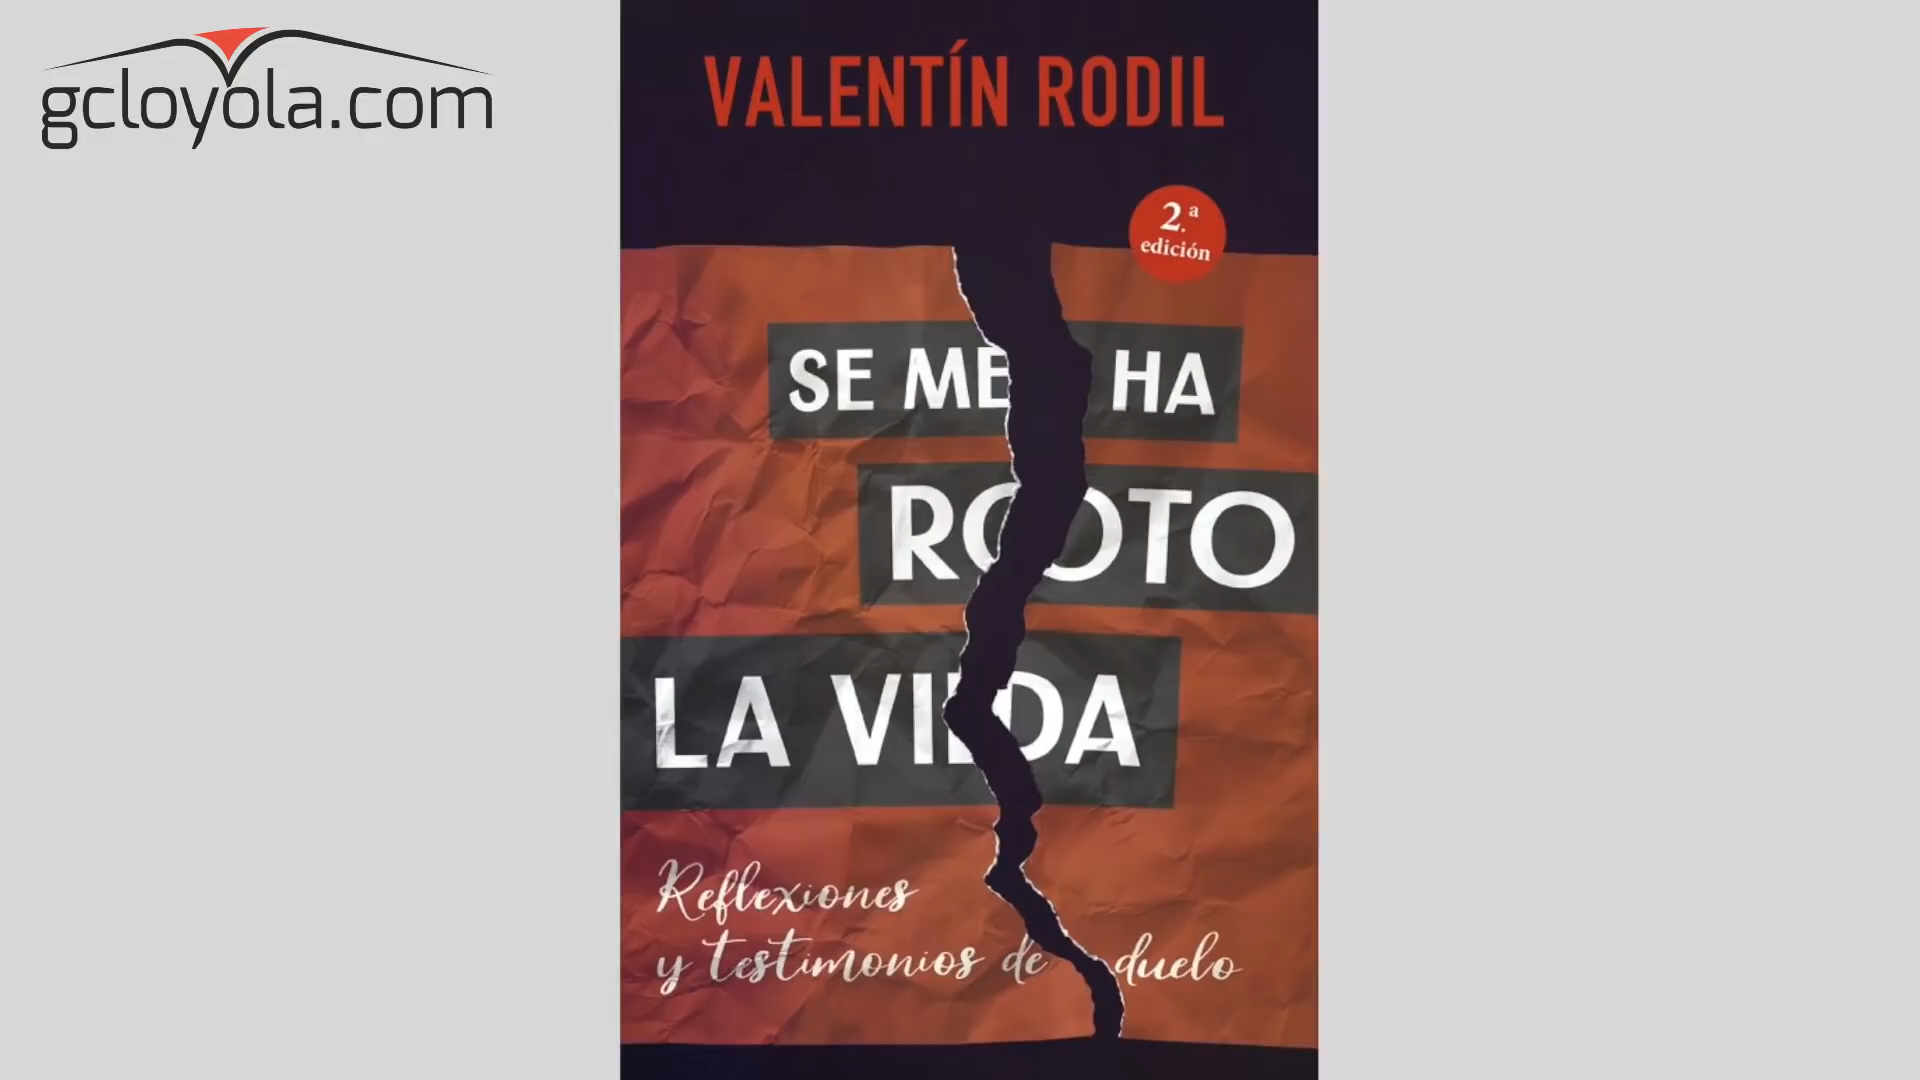 gcloyola.com
VALENTÍN RODIL
2.ª
edición
SE ME HA
ROTO
LA VIDA
Reflexiones
y testimonios de duelo